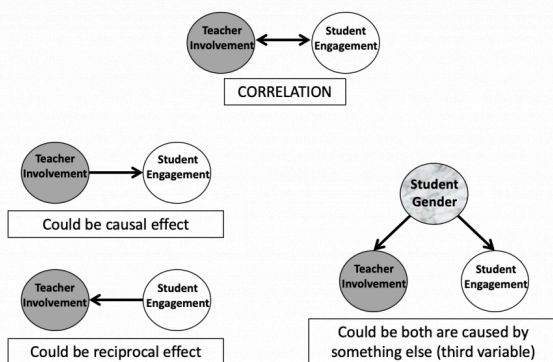 Teacher
Involvement
Student
Engagement
CORRELATION
Teacher
Involvement
Student
Engagement
Could be causal effect
Teacher
Involvement
Student
Engagement
Could be reciprocal effect
Student
Gender
Teacher
Involvement
Student
Engagement
Could be both are caused by
something else (third variable)